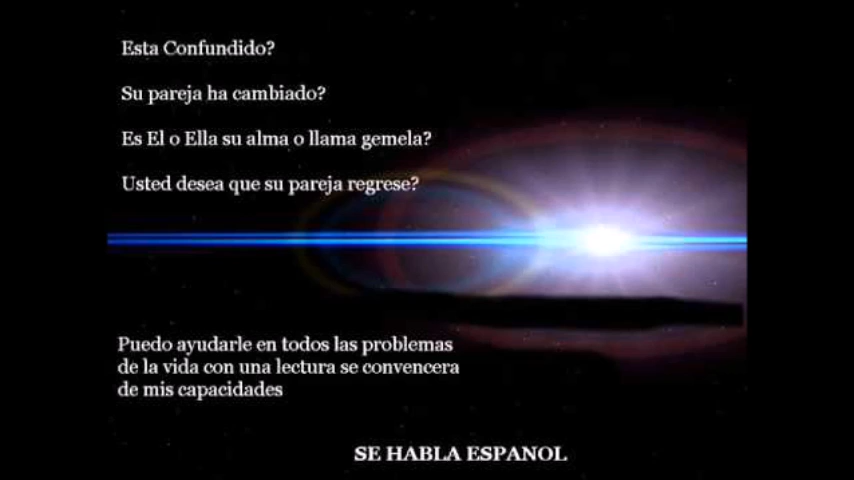 Esta Confundido?
Su pareja ha cambiado?
Es El o Ella su alma o llama gemela?
Usted desea que su pareja regrese?
Puedo ayudarle en todos las problemas
de la vida con una lectura se convencera
de mis capacidades
SE HABLA ESPANOL